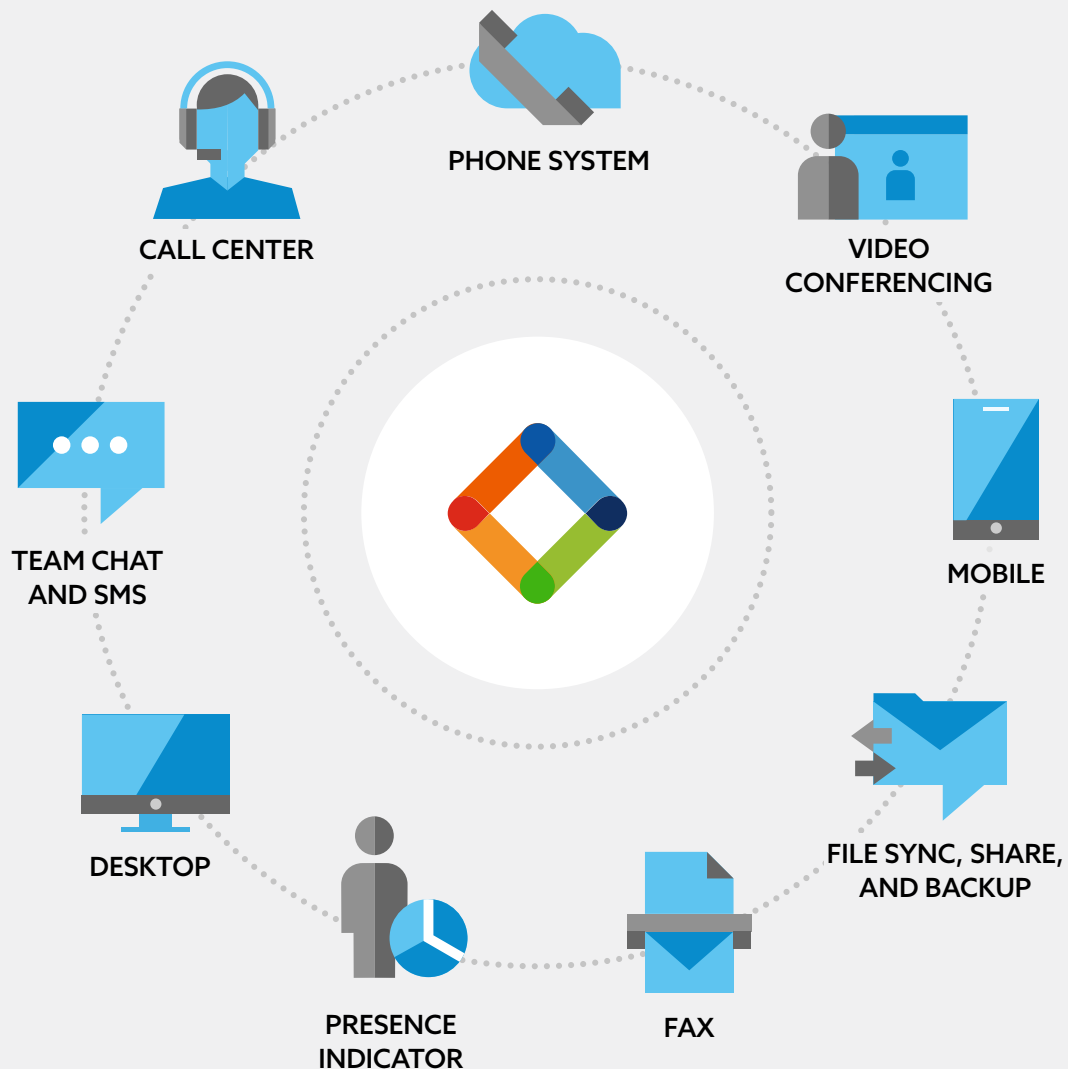 PHONE SYSTEM
CALL CENTER
VIDEO
CONFERENCING
TEAM CHAT
AND SMS
MOBILE
DESKTOP
FILE SYNC, SHARE,
AND BACKUP
PRESENCE
INDICATOR
FAX